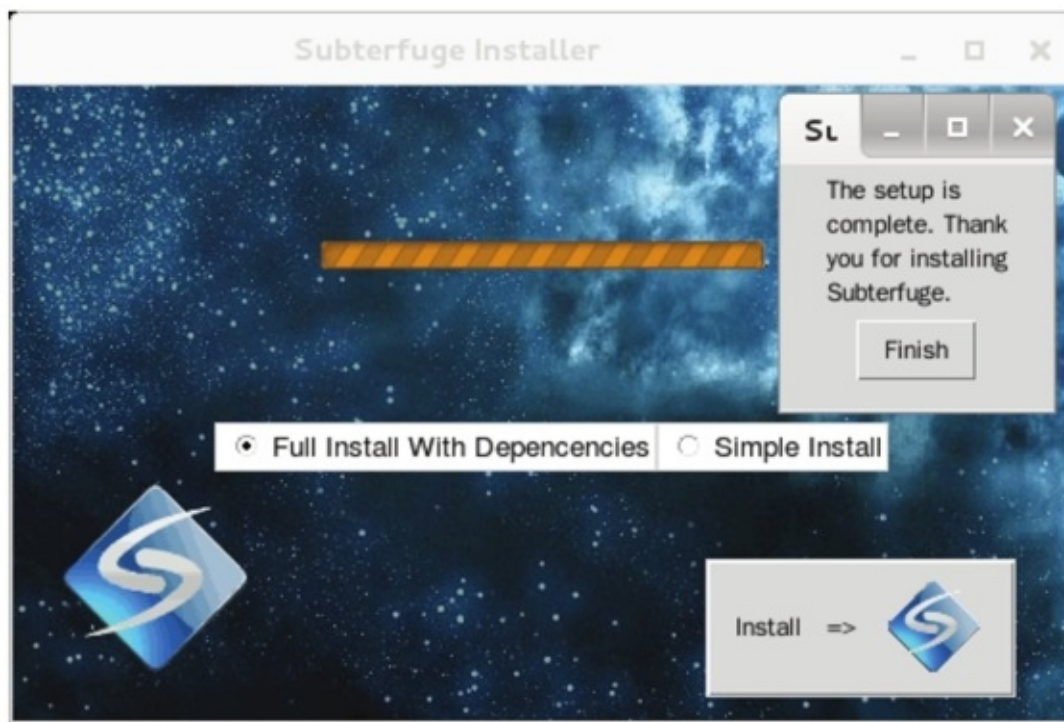 Subterfuge Installer
Su
The setup is
complete. Thank
you for installing
Subterfuge.
Finish
Full Install With Depencencies
Simple Install
Install =>